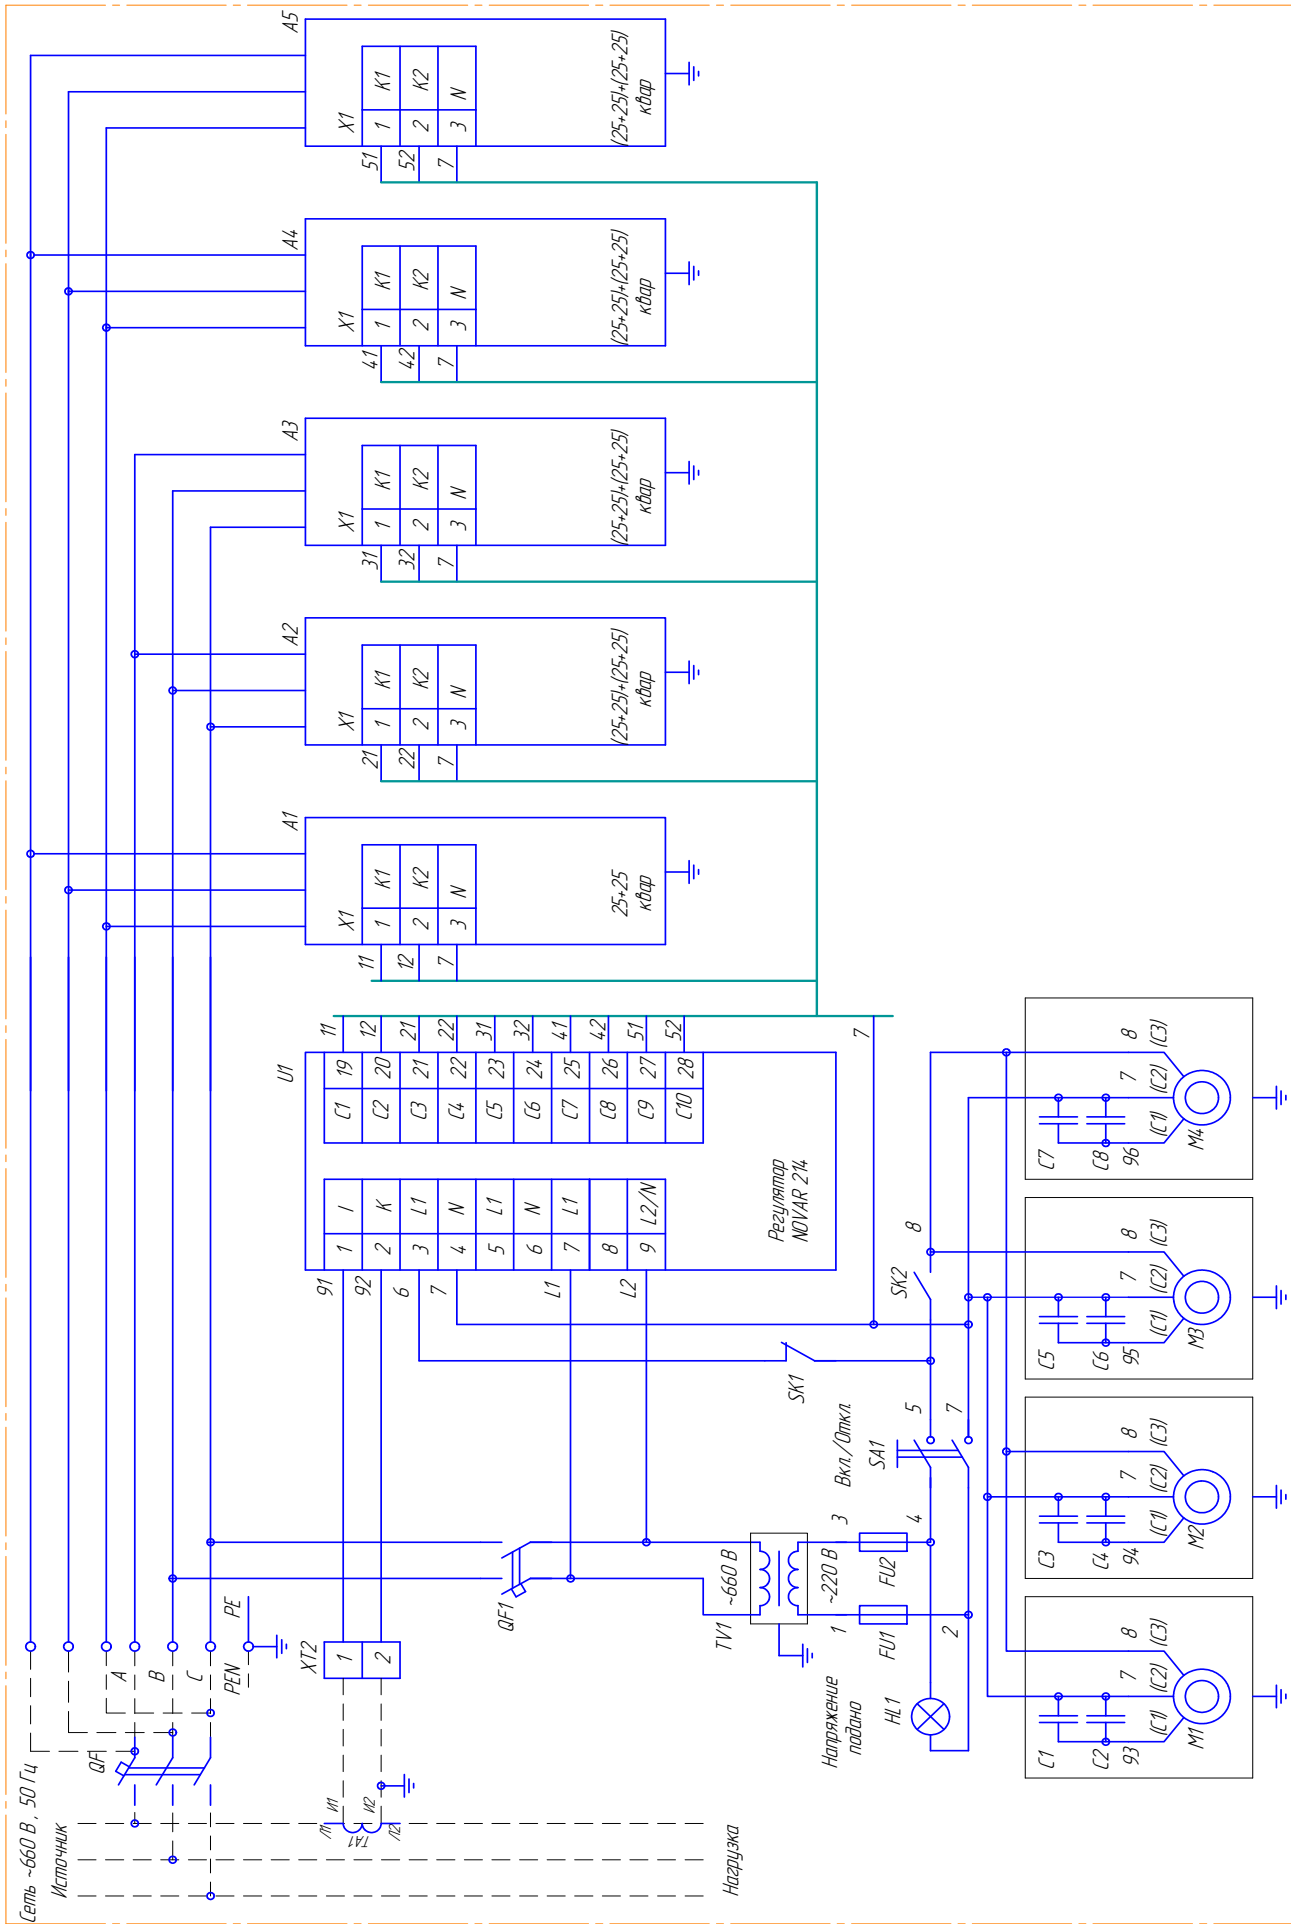 Сеть ~660 В, 50 Гц
Источник
Нагрузка
QF
A
B
C
PEN
PE
Л1
И1
ТА1
И2
Л2
XT2
1
2
91
92
6
7
L1
L2
QF1
U1
1 I
2 K
3 L1
4 N
5 L1
6 N
7 L1
8
9 L2/N
C1 19 11
C2 20 12
C3 21 21
C4 22 22
C5 23 31
C6 24 32
C7 25 41
C8 26 42
C9 27 51
C10 28 52
Регулятор
NOVAR 214
7
A1
X1
11 1 K1
12 2 K2
7 3 N
25+25
квар
A2
X1
21 1 K1
22 2 K2
7 3 N
(25+25)+(25+25)
квар
A3
X1
31 1 K1
32 2 K2
7 3 N
(25+25)+(25+25)
квар
A4
X1
41 1 K1
42 2 K2
7 3 N
(25+25)+(25+25)
квар
A5
X1
51 1 K1
52 2 K2
7 3 N
(25+25)+(25+25)
квар
TV1
~660 В
~220 В
1
3
FU1
FU2
2
4
Напряжение
подано
HL1
Вкл./Откл.
SA1
5
7
SK1
SK2
8
C1
C2
93
7
8
(C1)
(C2)
(C3)
M1
C3
C4
94
7
8
(C1)
(C2)
(C3)
M2
C5
C6
95
7
8
(C1)
(C2)
(C3)
M3
C7
C8
96
7
8
(C1)
(C2)
(C3)
M4